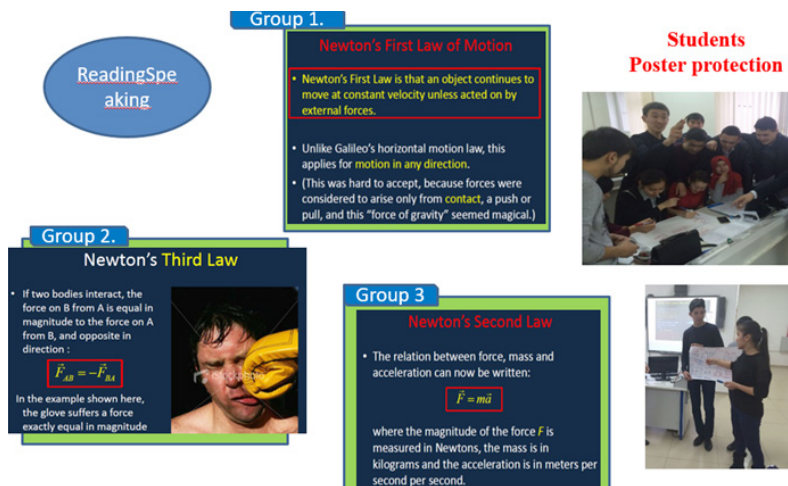 ReadingSpe
aking
Group 1.
Newton's First Law of Motion
• Newton's First Law is that an object continues to
move at constant velocity unless acted on by
external forces.
• Unlike Galileo's horizontal motion law, this
applies for motion in any direction.
• (This was hard to accept, because forces were
considered to arise only from contact, a push or
pull, and this "force of gravity" seemed magical.)
Students
Poster protection
Group 2.
Newton's Third Law
• If two bodies interact, the
force on B from A is equal in
magnitude to the force on A
from B, and opposite in
direction :
F⃗_AB = −F⃗_BA
In the example shown here,
the glove suffers a force
exactly equal in magnitude
Group 3
Newton's Second Law
• The relation between force, mass and
acceleration can now be written:
F⃗ = ma⃗
where the magnitude of the force F is
measured in Newtons, the mass is in
kilograms and the acceleration is in meters per
second per second.